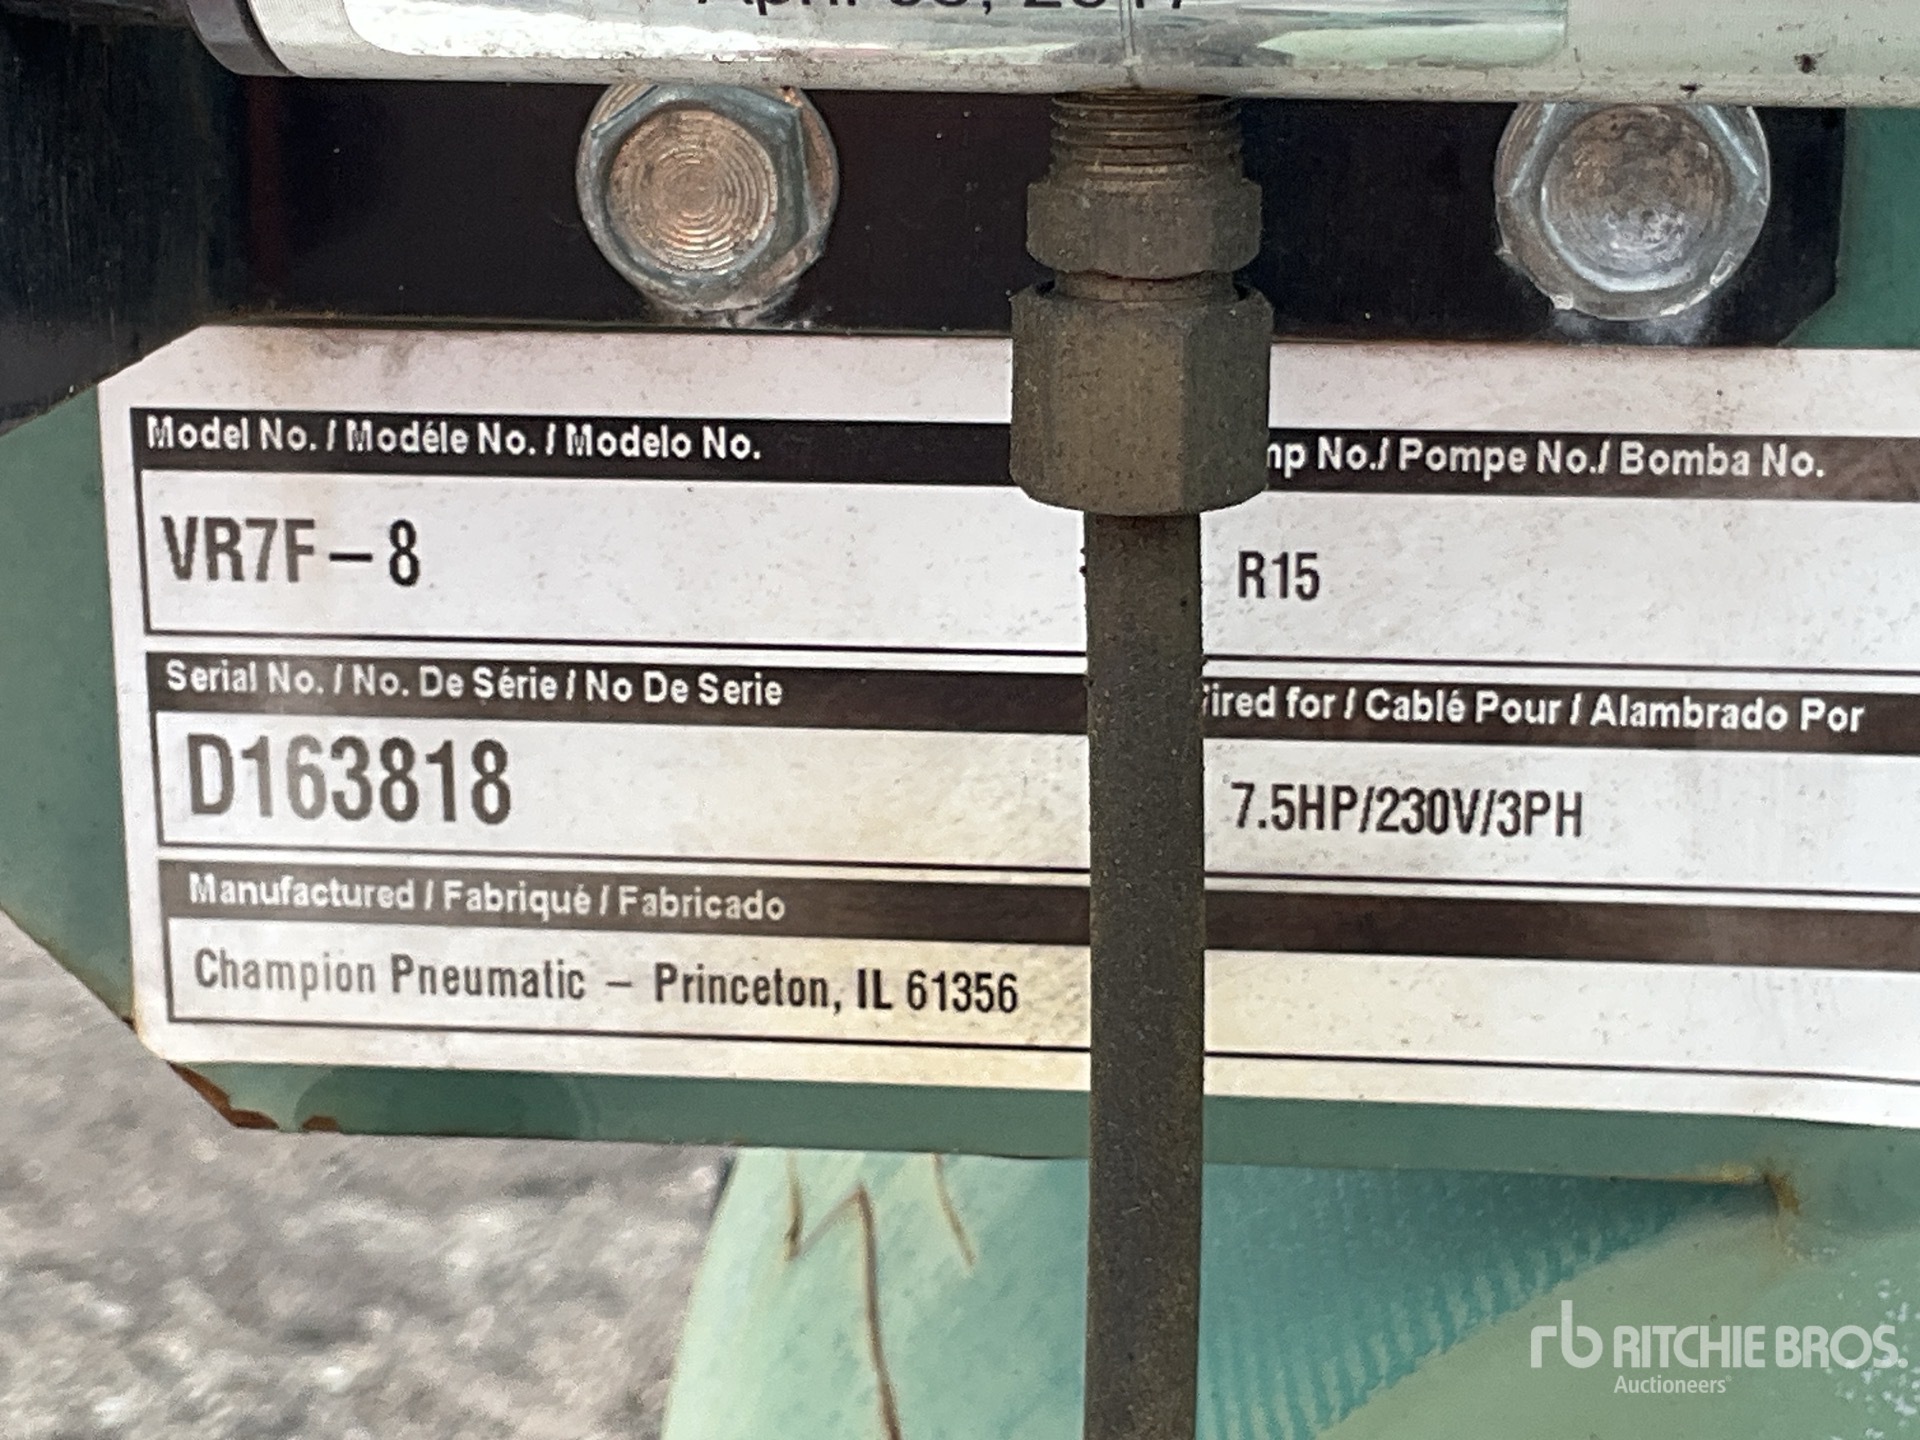 Model No. / Modéle No. / Modelo No.
No./ Pompe No./ Bomba No.
VR7F-8
R15
Serial No. / No. De Série / No De Serie
for / Cablé Pour / Alambrado Por
D163818
7.5HP/230V/3PH
Manufactured / Fabriqué / Fabricado
Champion Pneumatic - Princeton, IL 61356
rb RITCHIE BROS.
Auctioneers